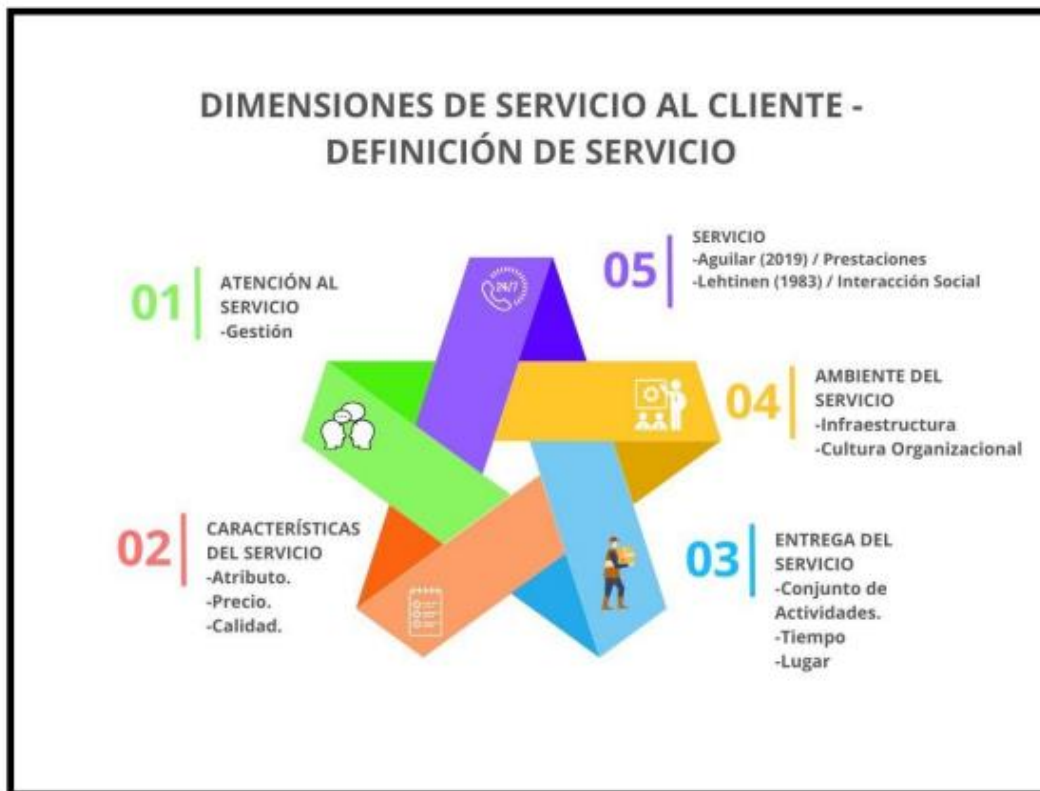 DIMENSIONES DE SERVICIO AL CLIENTE -
DEFINICIÓN DE SERVICIO
01
ATENCIÓN AL
SERVICIO
-Gestión
02
CARACTERÍSTICAS
DEL SERVICIO
-Atributo.
-Precio.
-Calidad.
03
ENTREGA DEL
SERVICIO
-Conjunto de
Actividades.
-Tiempo
-Lugar
04
AMBIENTE DEL
SERVICIO
-Infraestructura
-Cultura Organizacional
05
SERVICIO
-Aguilar (2019) / Prestaciones
-Lehtinen (1983) / Interacción Social
24/7